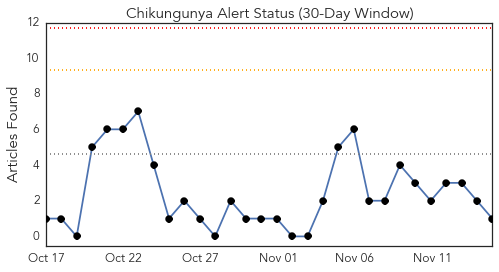 Chikungunya Alert Status (30-Day Window)
Articles Found
12
10
8
6
4
2
0
Oct 17 Oct 22 Oct 27 Nov 01 Nov 06 Nov 11